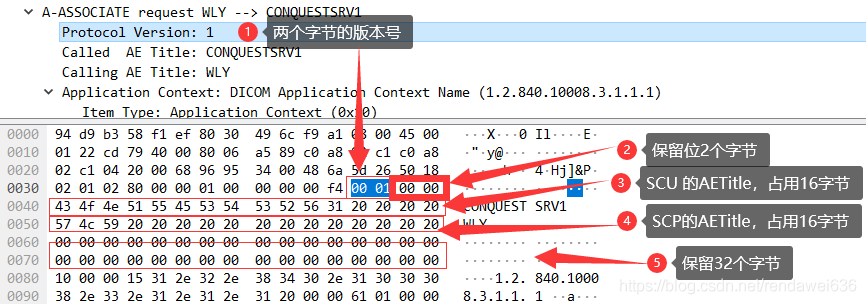 A-ASSOCIATE request WLY --> CONQUESTSRV1
Protocol Version: 1
1 两个字节的版本号
Called AE Title: CONQUESTSRV1
Calling AE Title: WLY
Application Context: DICOM Application Context Name (1.2.840.10008.3.1.1.1)
Item Type: Application Context
0000 94 d9 b3 58 f1 ef 80 30 49 6c f9 a1 00 45 00 ···X···0 Il····E·
0010 01 22 cd 79 40 00 80 06 a5 89 c0 a8 c1 c0 a8 ·"·y@···
2 保留位2个字节
0020 02 c1 04 20 00 68 96 95 34 00 48 6a 5d 26 50 18 h·· 4·Hj]&P·
3 SCU 的AETitle，占用16字节
0030 02 01 02 80 00 00 01 00 00 00 00 f4 00 01 00 00
0040 43 4f 4e 51 55 45 53 54 53 52 56 31 20 20 20 20 CONQUEST SRV1
4 SCP的AETitle，占用16字节
0050 57 4c 59 20 20 20 20 20 20 20 20 20 20 20 20 20 WLY
0060 00 00 00 00 00 00 00 00 00 00 00 00 00 00 00 00
5 保留32个字节
0070 00 00 00 00 00 00 00 00 00 00 00 00 00 00 00 00
0080 10 00 00 15 31 2e 32 2e 38 34 30 2e 31 30 30 30 ····1.2. 840.1000
38 2e 33 2e 31 2e 31 2e 31 20 00 00 61 01 00 00 8.3.1.1. 1 ··a···
https://blog.csdn.net/rendawei636